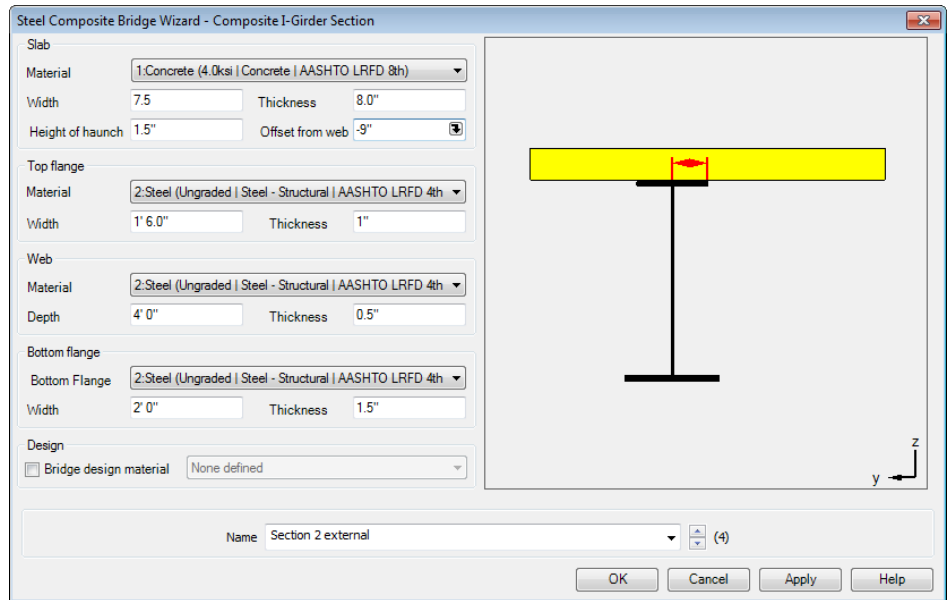 Steel Composite Bridge Wizard - Composite I-Girder Section
Slab
Material 1:Concrete (4.0ksi | Concrete | AASHTO LRFD 8th)
Width 7.5 Thickness 8.0"
Height of haunch 1.5" Offset from web -9"
Top flange
Material 2:Steel (Ungraded | Steel - Structural | AASHTO LRFD 4th
Width 1' 6.0" Thickness 1"
Web
Material 2:Steel (Ungraded | Steel - Structural | AASHTO LRFD 4th
Depth 4' 0" Thickness 0.5"
Bottom flange
Bottom Flange 2:Steel (Ungraded | Steel - Structural | AASHTO LRFD 4th
Width 2' 0" Thickness 1.5"
Design
Bridge design material None defined
z
y
Name Section 2 external (4)
OK Cancel Apply Help